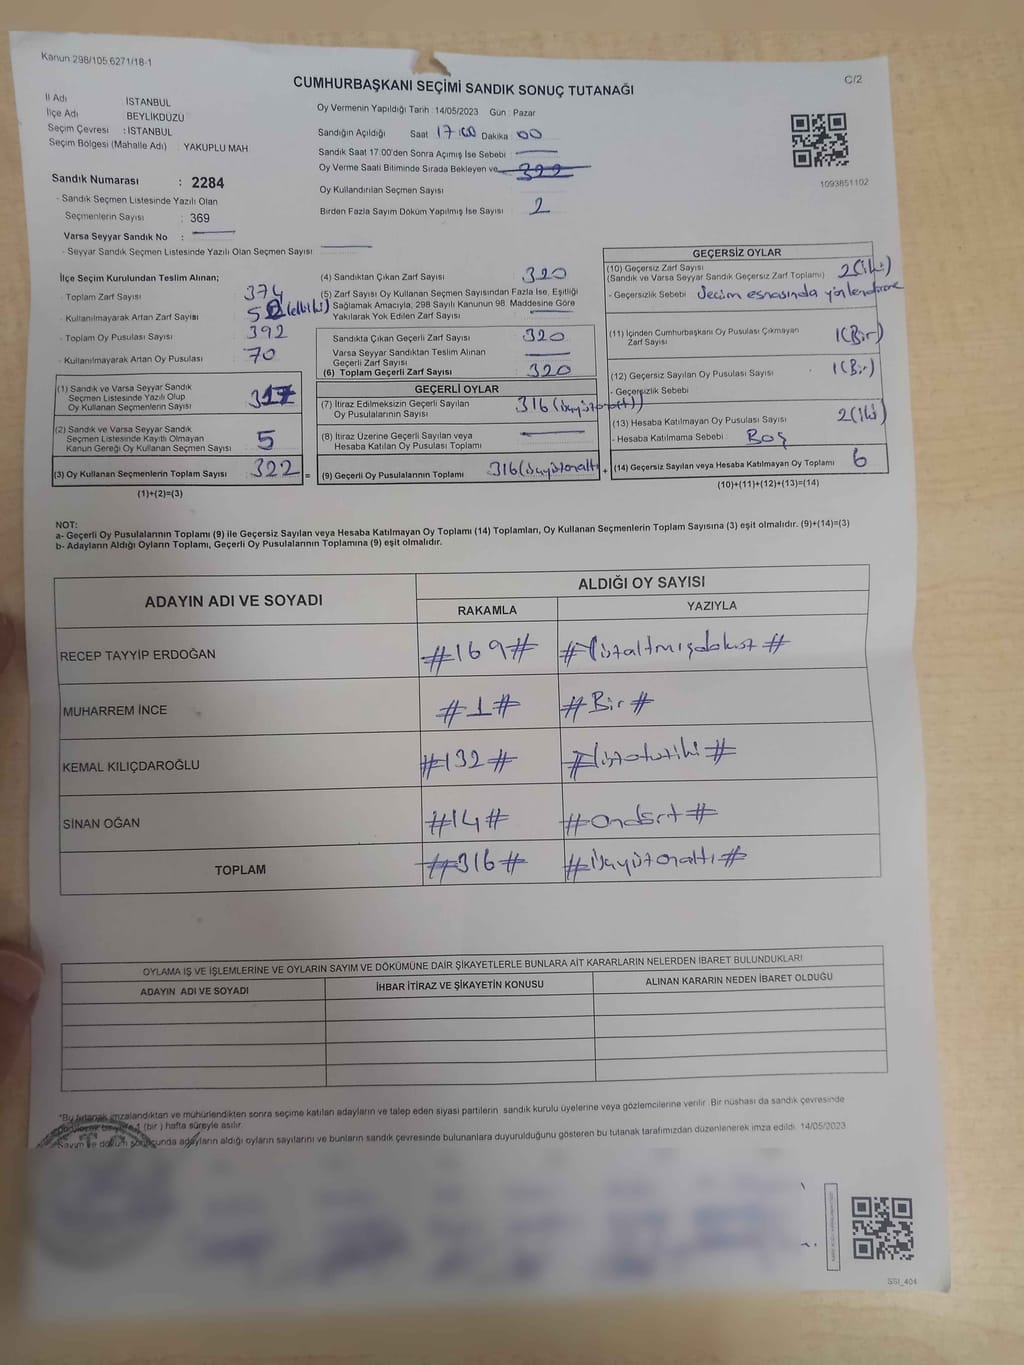 Kanun 298/105.6271/18-1
C/2
CUMHURBAŞKANI SEÇİMİ SANDIK SONUÇ TUTANAĞI
İl Adı İSTANBUL
İlçe Adı BEYLİKDÜZÜ
Seçim Çevresi : İSTANBUL
Seçim Bölgesi (Mahalle Adı) YAKUPLU MAH
Sandık Numarası : 2284
- Sandık Seçmen Listesinde Yazılı Olan
Seçmenlerin Sayısı : 369
Varsa Seyyar Sandık No :
- Seyyar Sandık Seçmen Listesinde Yazılı Olan Seçmen Sayısı
Oy Vermenin Yapıldığı Tarih : 14/05/2023 Gün : Pazar
Sandığın Açıldığı Saat 17:00 Dakika 00
Sandık Saat 17.00'den Sonra Açımış İse Sebebi
Oy Verme Saati Bitiminde Sırada Bekleyen ve 322
Oy Kullandırılan Seçmen Sayısı
Birden Fazla Sayım Döküm Yapılmış İse Sayısı 2
1093851102
İlçe Seçim Kurulundan Teslim Alınan;
- Toplam Zarf Sayısı 374
- Kullanılmayarak Artan Zarf Sayısı 52 (elli iki)
- Toplam Oy Pusulası Sayısı 392
- Kullanılmayarak Artan Oy Pusulası 70
(1) Sandık ve Varsa Seyyar Sandık
Seçmen Listesinde Yazılı Olup
Oy Kullanan Seçmenlerin Sayısı 317
(2) Sandık ve Varsa Seyyar Sandık
Seçmen Listesinde Kayıtlı Olmayan
Kanun Gereği Oy Kullanan Seçmen Sayısı 5
(3) Oy Kullanan Seçmenlerin Toplam Sayısı 322 =
(1)+(2)=(3)
(4) Sandıktan Çıkan Zarf Sayısı 320
(5) Zarf Sayısı Oy Kullanan Seçmen Sayısından Fazla İse, Eşitliği
Sağlamak Amacıyla, 298 Sayılı Kanunun 98. Maddesine Göre
Yakılarak Yok Edilen Zarf Sayısı
Sandıkta Çıkan Geçerli Zarf Sayısı 320
Varsa Seyyar Sandıktan Teslim Alınan
Geçerli Zarf Sayısı
(6) Toplam Geçerli Zarf Sayısı 320
GEÇERLİ OYLAR
(7) İtiraz Edilmeksizin Geçerli Sayılan
Oy Pusulalarının Sayısı 316 (üçyüzonaltı)
(8) İtiraz Üzerine Geçerli Sayılan veya
Hesaba Katılan Oy Pusulası Toplamı
(9) Geçerli Oy Pusulalarının Toplamı 316 (üçyüzonaltı +
GEÇERSİZ OYLAR
(10) Geçersiz Zarf Sayısı
(Sandık ve Varsa Seyyar Sandık Geçersiz Zarf Toplamı) 2 (iki)
- Geçersizlik Sebebi Seçim esnasında yönlendirme
(11) İçinden Cumhurbaşkanı Oy Pusulası Çıkmayan
Zarf Sayısı 1 (Bir)
(12) Geçersiz Sayılan Oy Pusulası Sayısı 1 (Bir)
- Geçersizlik Sebebi
(13) Hesaba Katılmayan Oy Pusulası Sayısı 2 (iki)
- Hesaba Katılmama Sebebi Boş
(14) Geçersiz Sayılan veya Hesaba Katılmayan Oy Toplamı 6
(10)+(11)+(12)+(13)=(14)
NOT:
a- Geçerli Oy Pusulalarının Toplamı (9) ile Geçersiz Sayılan veya Hesaba Katılmayan Oy Toplamı (14) Toplamları, Oy Kullanan Seçmenlerin Toplam Sayısına (3) eşit olmalıdır. (9)+(14)=(3)
b- Adayların Aldığı Oyların Toplamı, Geçerli Oy Pusulalarının Toplamına (9) eşit olmalıdır.
ADAYIN ADI VE SOYADI ALDIĞI OY SAYISI
RAKAMLA YAZIYLA
RECEP TAYYİP ERDOĞAN #169# #Yüzaltmışdokuz#
MUHARREM İNCE #1# #Bir#
KEMAL KILIÇDAROĞLU #132# #Yüzotuziki#
SİNAN OĞAN #14# #Ondört#
TOPLAM #316# #Üçyüzonaltı#
OYLAMA İŞ VE İŞLEMLERİNE VE OYLARIN SAYIM VE DÖKÜMÜNE DAİR ŞİKAYETLERLE BUNLARA AİT KARARLARIN NELERDEN İBARET BULUNDUKLARI
ADAYIN ADI VE SOYADI İHBAR İTİRAZ VE ŞİKAYETİN KONUSU ALINAN KARARIN NEDEN İBARET OLDUĞU
"Bu tutanak imzalandıktan ve mühürlendikten sonra seçime katılan adayların ve talep eden siyasi partilerin sandık kurulu üyelerine veya gözlemcilerine verilir. Bir nüshası da sandık çevresinde
1 (bir ) hafta süreyle asılır.
Sayım ve döküm sonucunda adayların aldığı oyların sayılarını ve bunların sandık çevresinde bulunanlara duyurulduğunu gösteren bu tutanak tarafımızdan düzenlenerek imza edildi. 14/05/2023
SSI_404